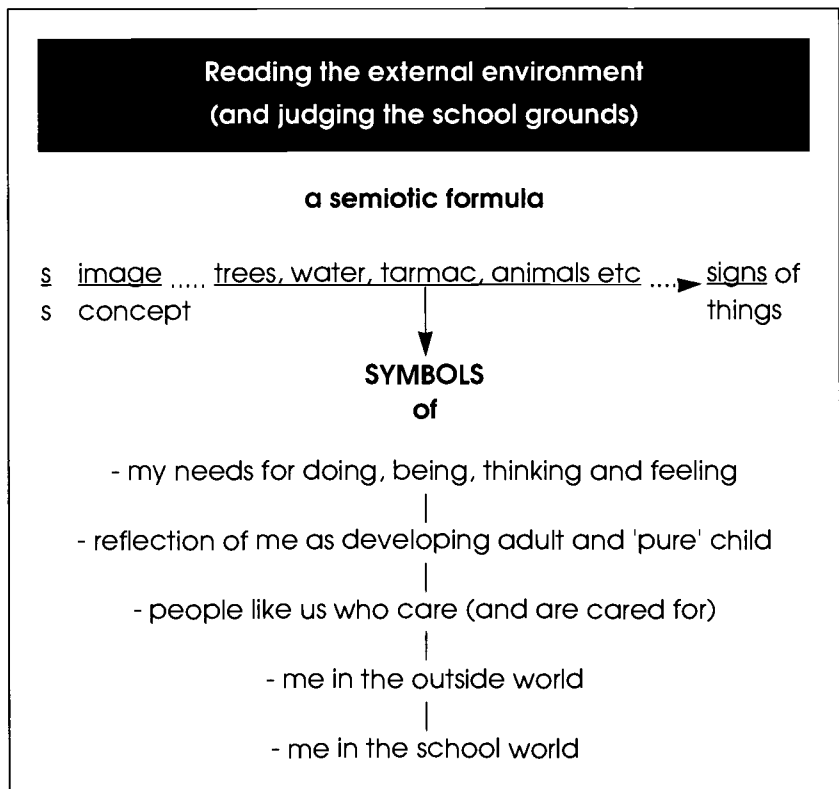 Reading the external environment
(and judging the school grounds)
a semiotic formula
s image ..... trees, water, tarmac, animals etc ..... signs of
s concept things
SYMBOLS
of
- my needs for doing, being, thinking and feeling
- reflection of me as developing adult and 'pure' child
- people like us who care (and are cared for)
- me in the outside world
- me in the school world